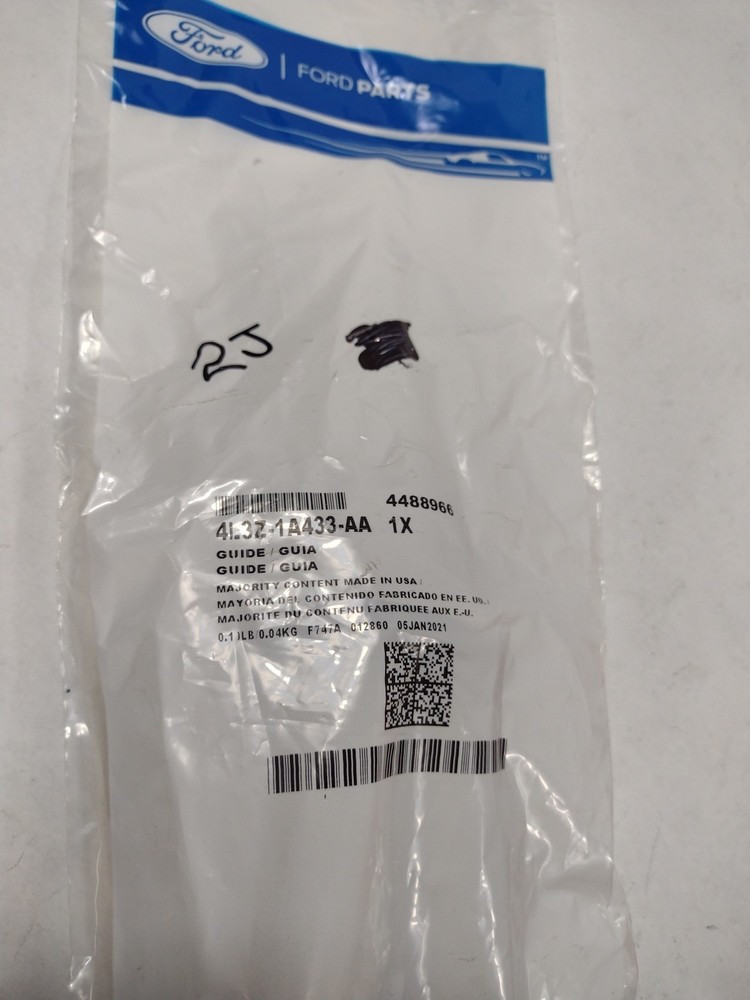 Ford | FORD PARTS
TM
RJ
4488966
4L3Z-1A433-AA 1X
GUIDE / GUIA
GUIDE / GUIA
MAJORITY CONTENT MADE IN USA /
MAYORIA DEL CONTENIDO FABRICADO EN EE. UU. /
MAJORITE DU CONTENU FABRIQUEE AUX E.-U.
0.10LB 0.04KG F747A 012860 05JAN2021